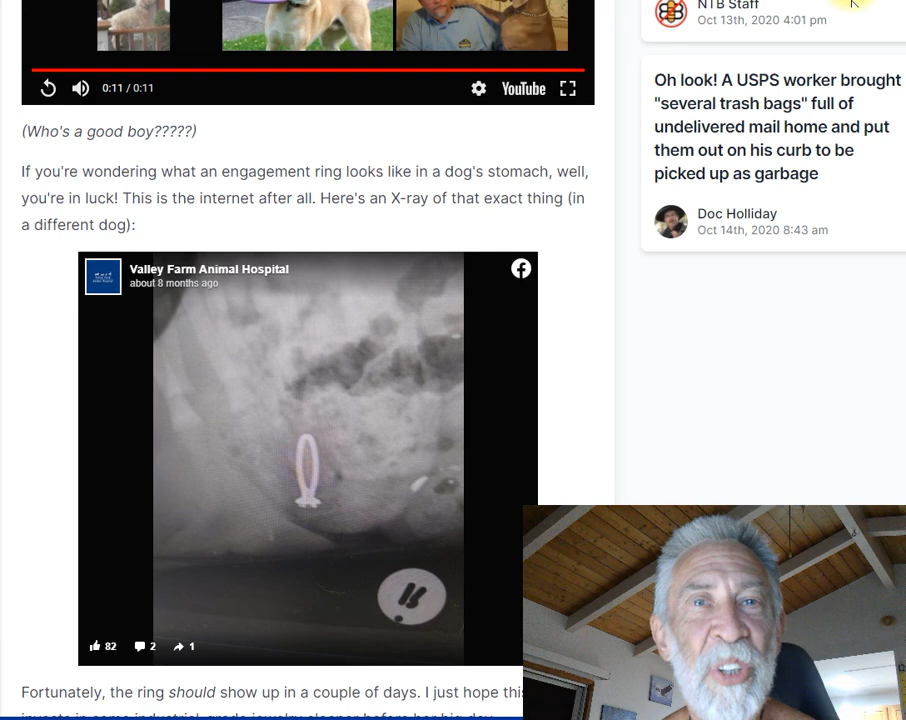 NTB Staff
Oct 13th, 2020 4:01 pm
Oh look! A USPS worker brought
"several trash bags" full of
undelivered mail home and put
them out on his curb to be
picked up as garbage
Doc Holliday
Oct 14th, 2020 8:43 am
0:11 / 0:11
YouTube
(Who's a good boy?????)
If you're wondering what an engagement ring looks like in a dog's stomach, well,
you're in luck! This is the internet after all. Here's an X-ray of that exact thing (in
a different dog):
Valley Farm Animal Hospital
about 8 months ago
82
2
1
Fortunately, the ring should show up in a couple of days. I just hope